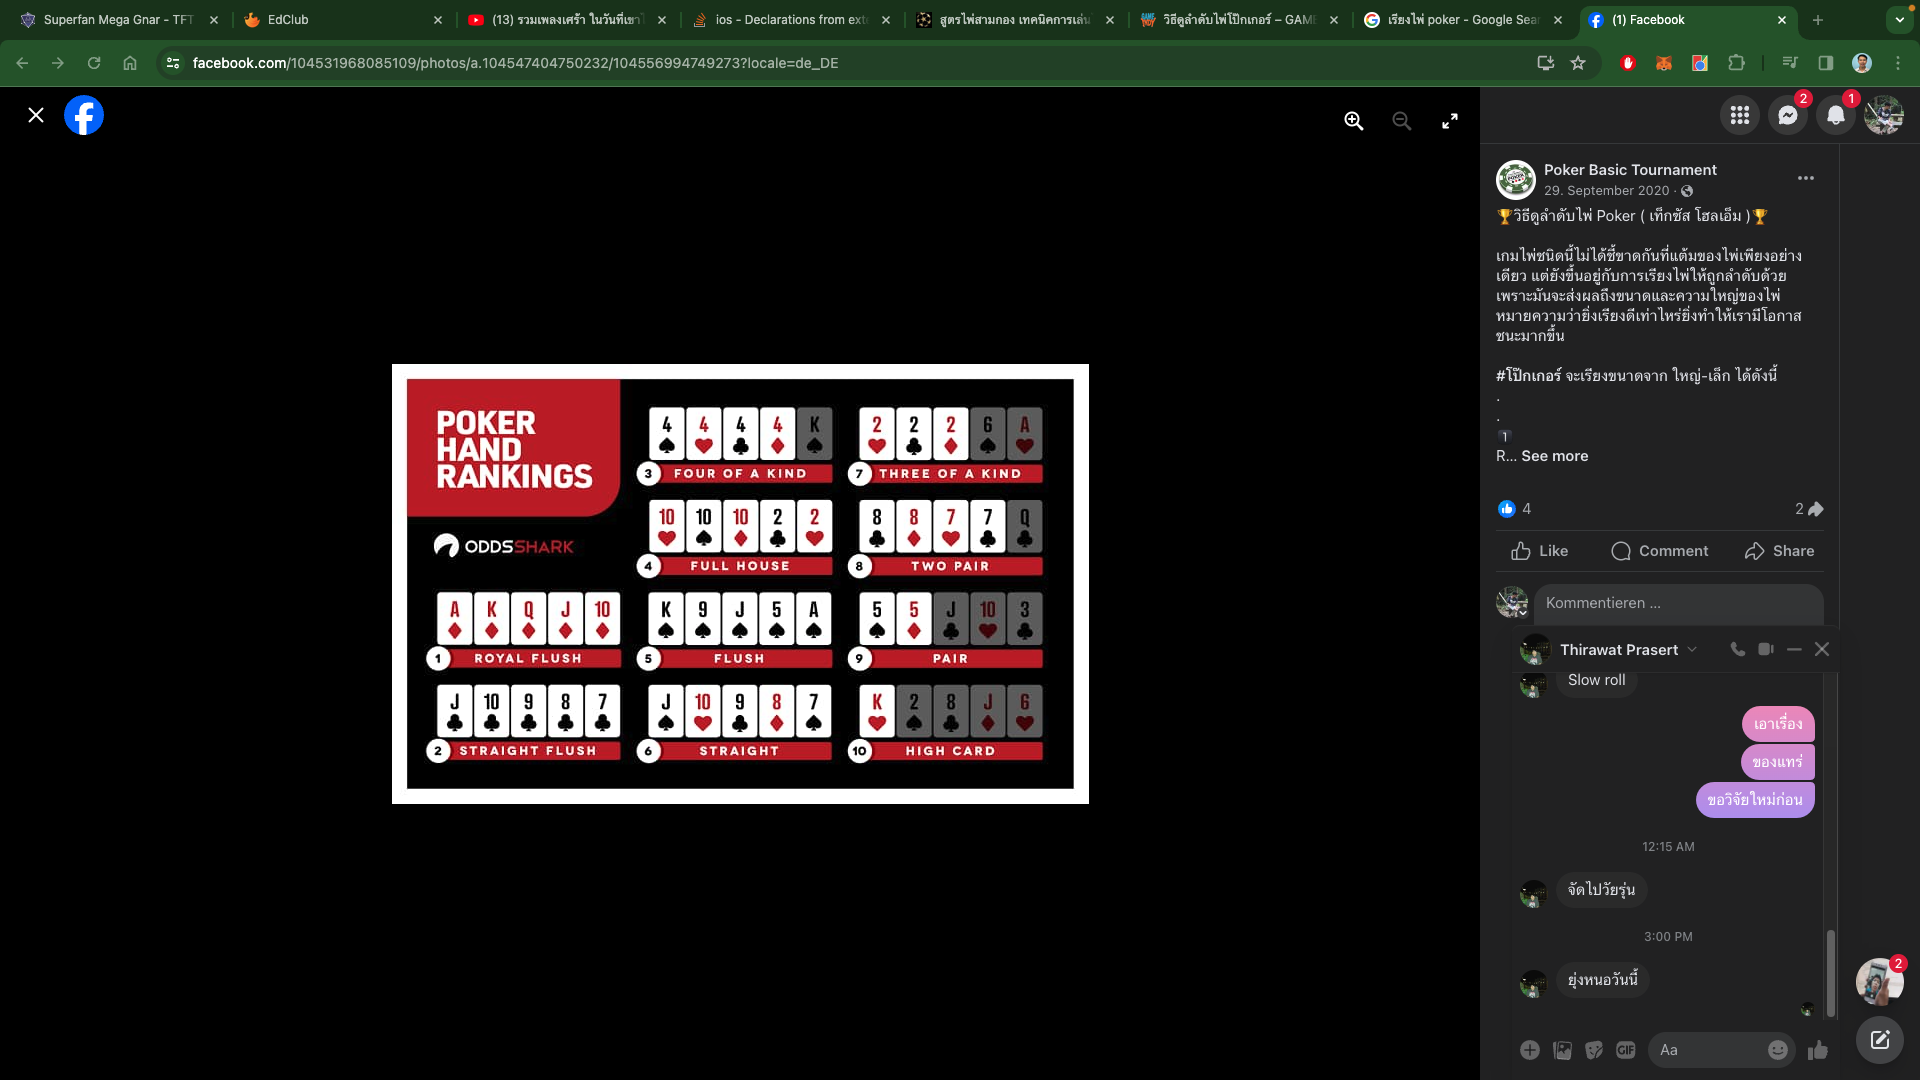 Superfan Mega Gnar - TFT
EdClub
(13) รวมเพลงเศร้า ในวันที่เขาไ
ios - Declarations from exte
สูตรไพ่สามกอง เทคนิคการเล่น
วิธีดูลำดับไพ่โป๊กเกอร์ – GAME
เรียงไพ่ poker - Google Sear
(1) Facebook
facebook.com/104531968085109/photos/a.104547404750232/104556994749273?locale=de_DE
2
1
Poker Basic Tournament
29. September 2020
🏆วิธีดูลำดับไพ่ Poker ( เท็กซัส โฮลเอ็ม )🏆
เกมไพ่ชนิดนี้ไม่ได้ชี้ขาดกันที่แต้มของไพ่เพียงอย่าง
เดียว แต่ยังขึ้นอยู่กับการเรียงไพ่ให้ถูกลำดับด้วย
เพราะมันจะส่งผลถึงขนาดและความใหญ่ของไพ่
หมายความว่ายิ่งเรียงดีเท่าไหร่ยิ่งทำให้เรามีโอกาส
ชนะมากขึ้น
#โป๊กเกอร์ จะเรียงขนาดจาก ใหญ่-เล็ก ได้ดังนี้
.
.
1
R... See more
4
2
Like
Comment
Share
Kommentieren ...
POKER
HAND
RANKINGS
ODDSSHARK
A K Q J 10
1 ROYAL FLUSH
J 10 9 8 7
2 STRAIGHT FLUSH
4 4 4 4 K
3 FOUR OF A KIND
10 10 10 2 2
4 FULL HOUSE
K 9 J 5 A
5 FLUSH
J 10 9 8 7
6 STRAIGHT
2 2 2 6 A
7 THREE OF A KIND
8 8 7 7 Q
8 TWO PAIR
5 5 J 10 3
9 PAIR
K 2 8 J 6
10 HIGH CARD
Thirawat Prasert
Slow roll
เอาเรื่อง
ของแทร่
ขอวิจัยใหม่ก่อน
12:15 AM
จัดไปวัยรุ่น
3:00 PM
ยุ่งหนอวันนี้
GIF
Aa
2